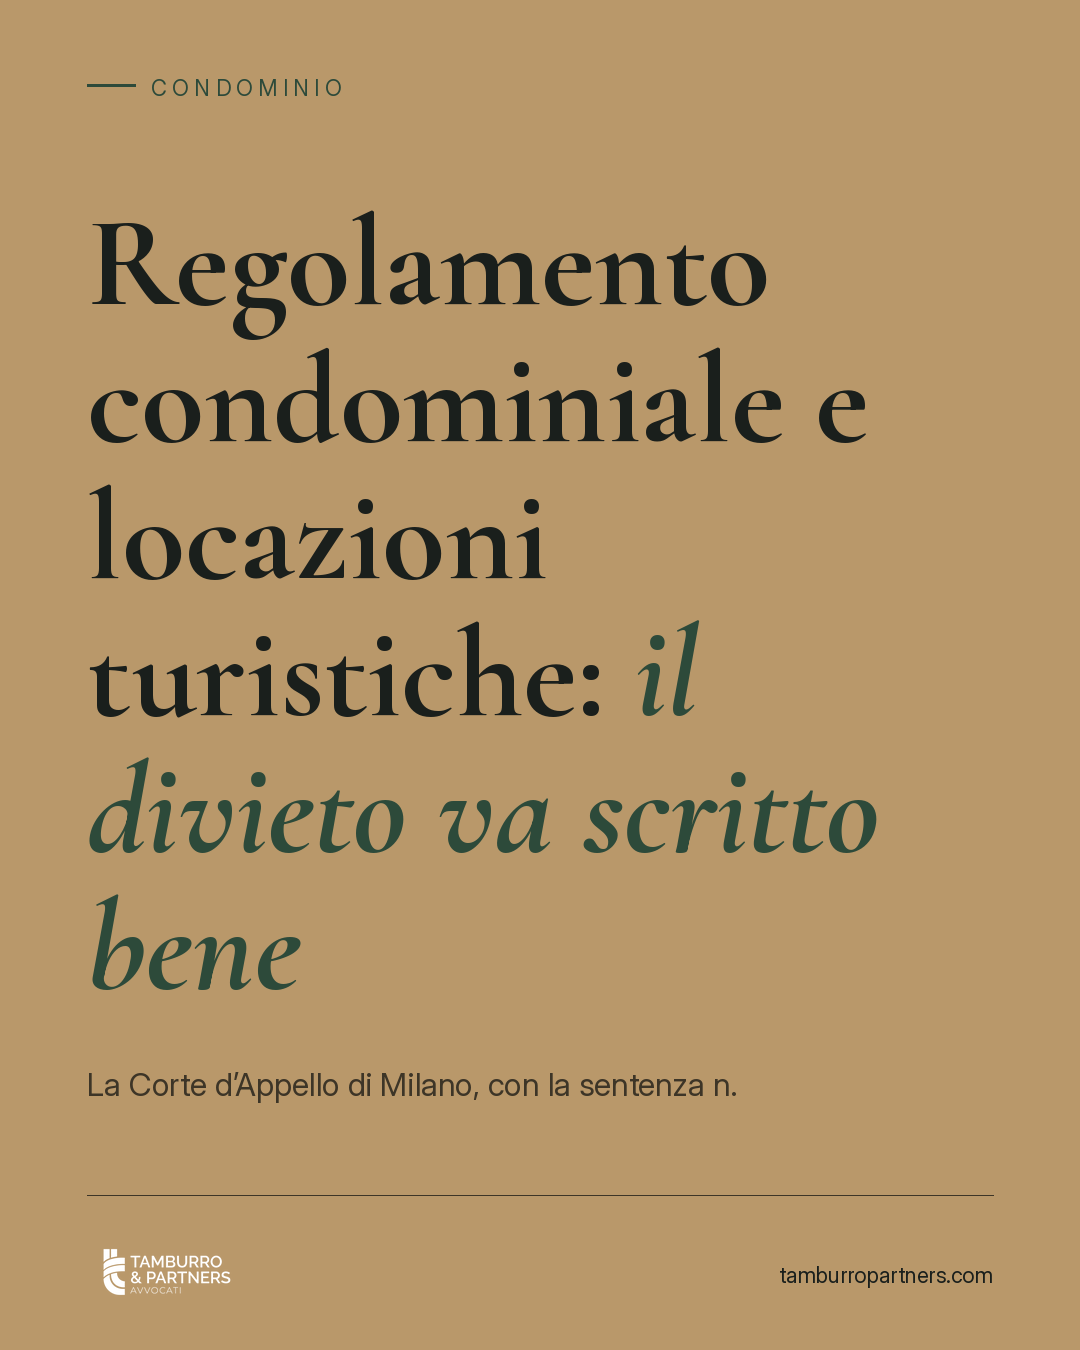 CONDOMINIO
Regolamento
condominiale e
locazioni
turistiche: il
divieto va scritto
bene
La Corte d’Appello di Milano, con la sentenza n.
TAMBURRO
& PARTNERS
AVVOCATI
tamburropartners.com